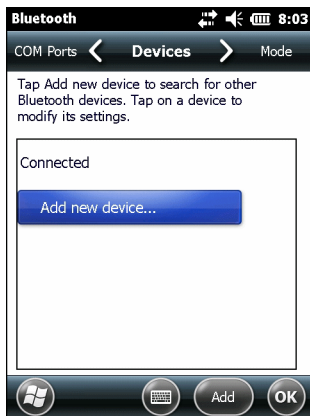 Bluetooth 8:03
COM Ports Devices Mode
Tap Add new device to search for other
Bluetooth devices. Tap on a device to
modify its settings.
Connected
Add new device...
Add OK